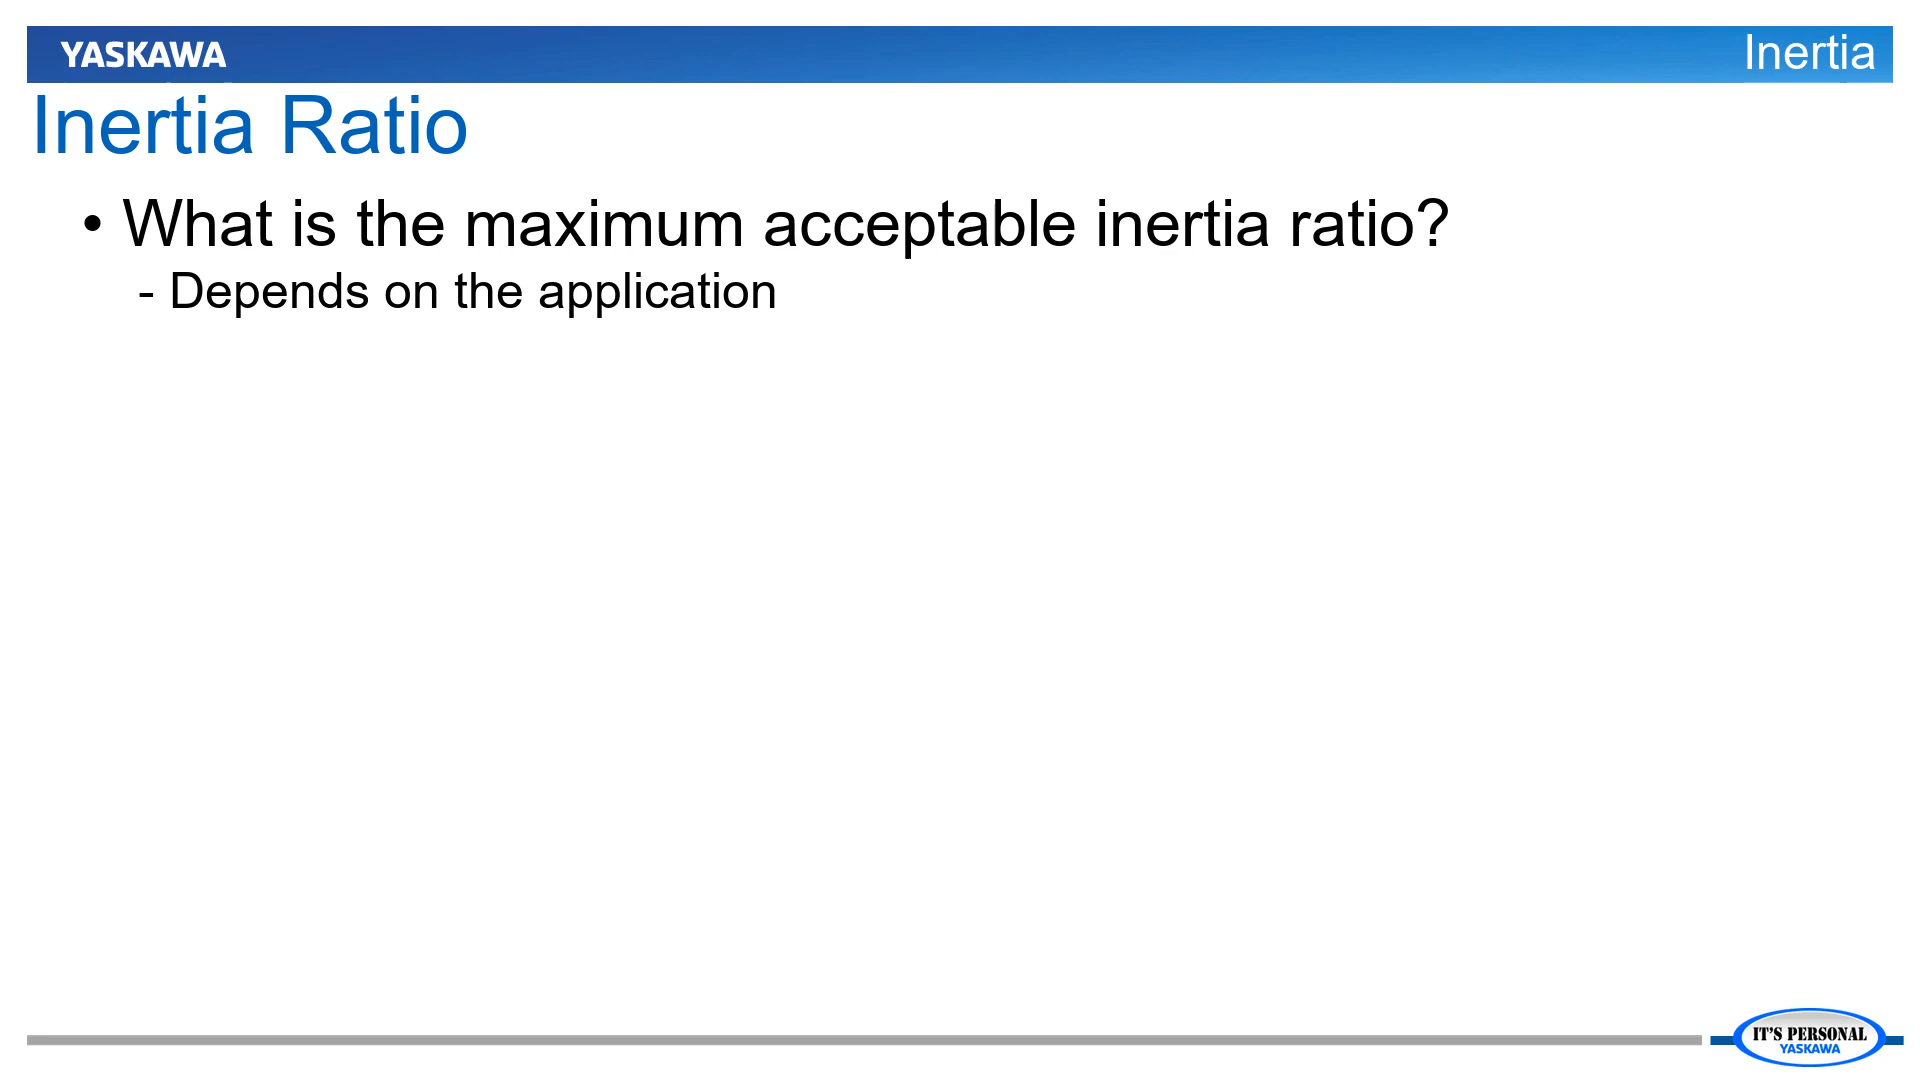 YASKAWA
Inertia
Inertia Ratio
• What is the maximum acceptable inertia ratio?
- Depends on the application
IT'S PERSONAL
YASKAWA